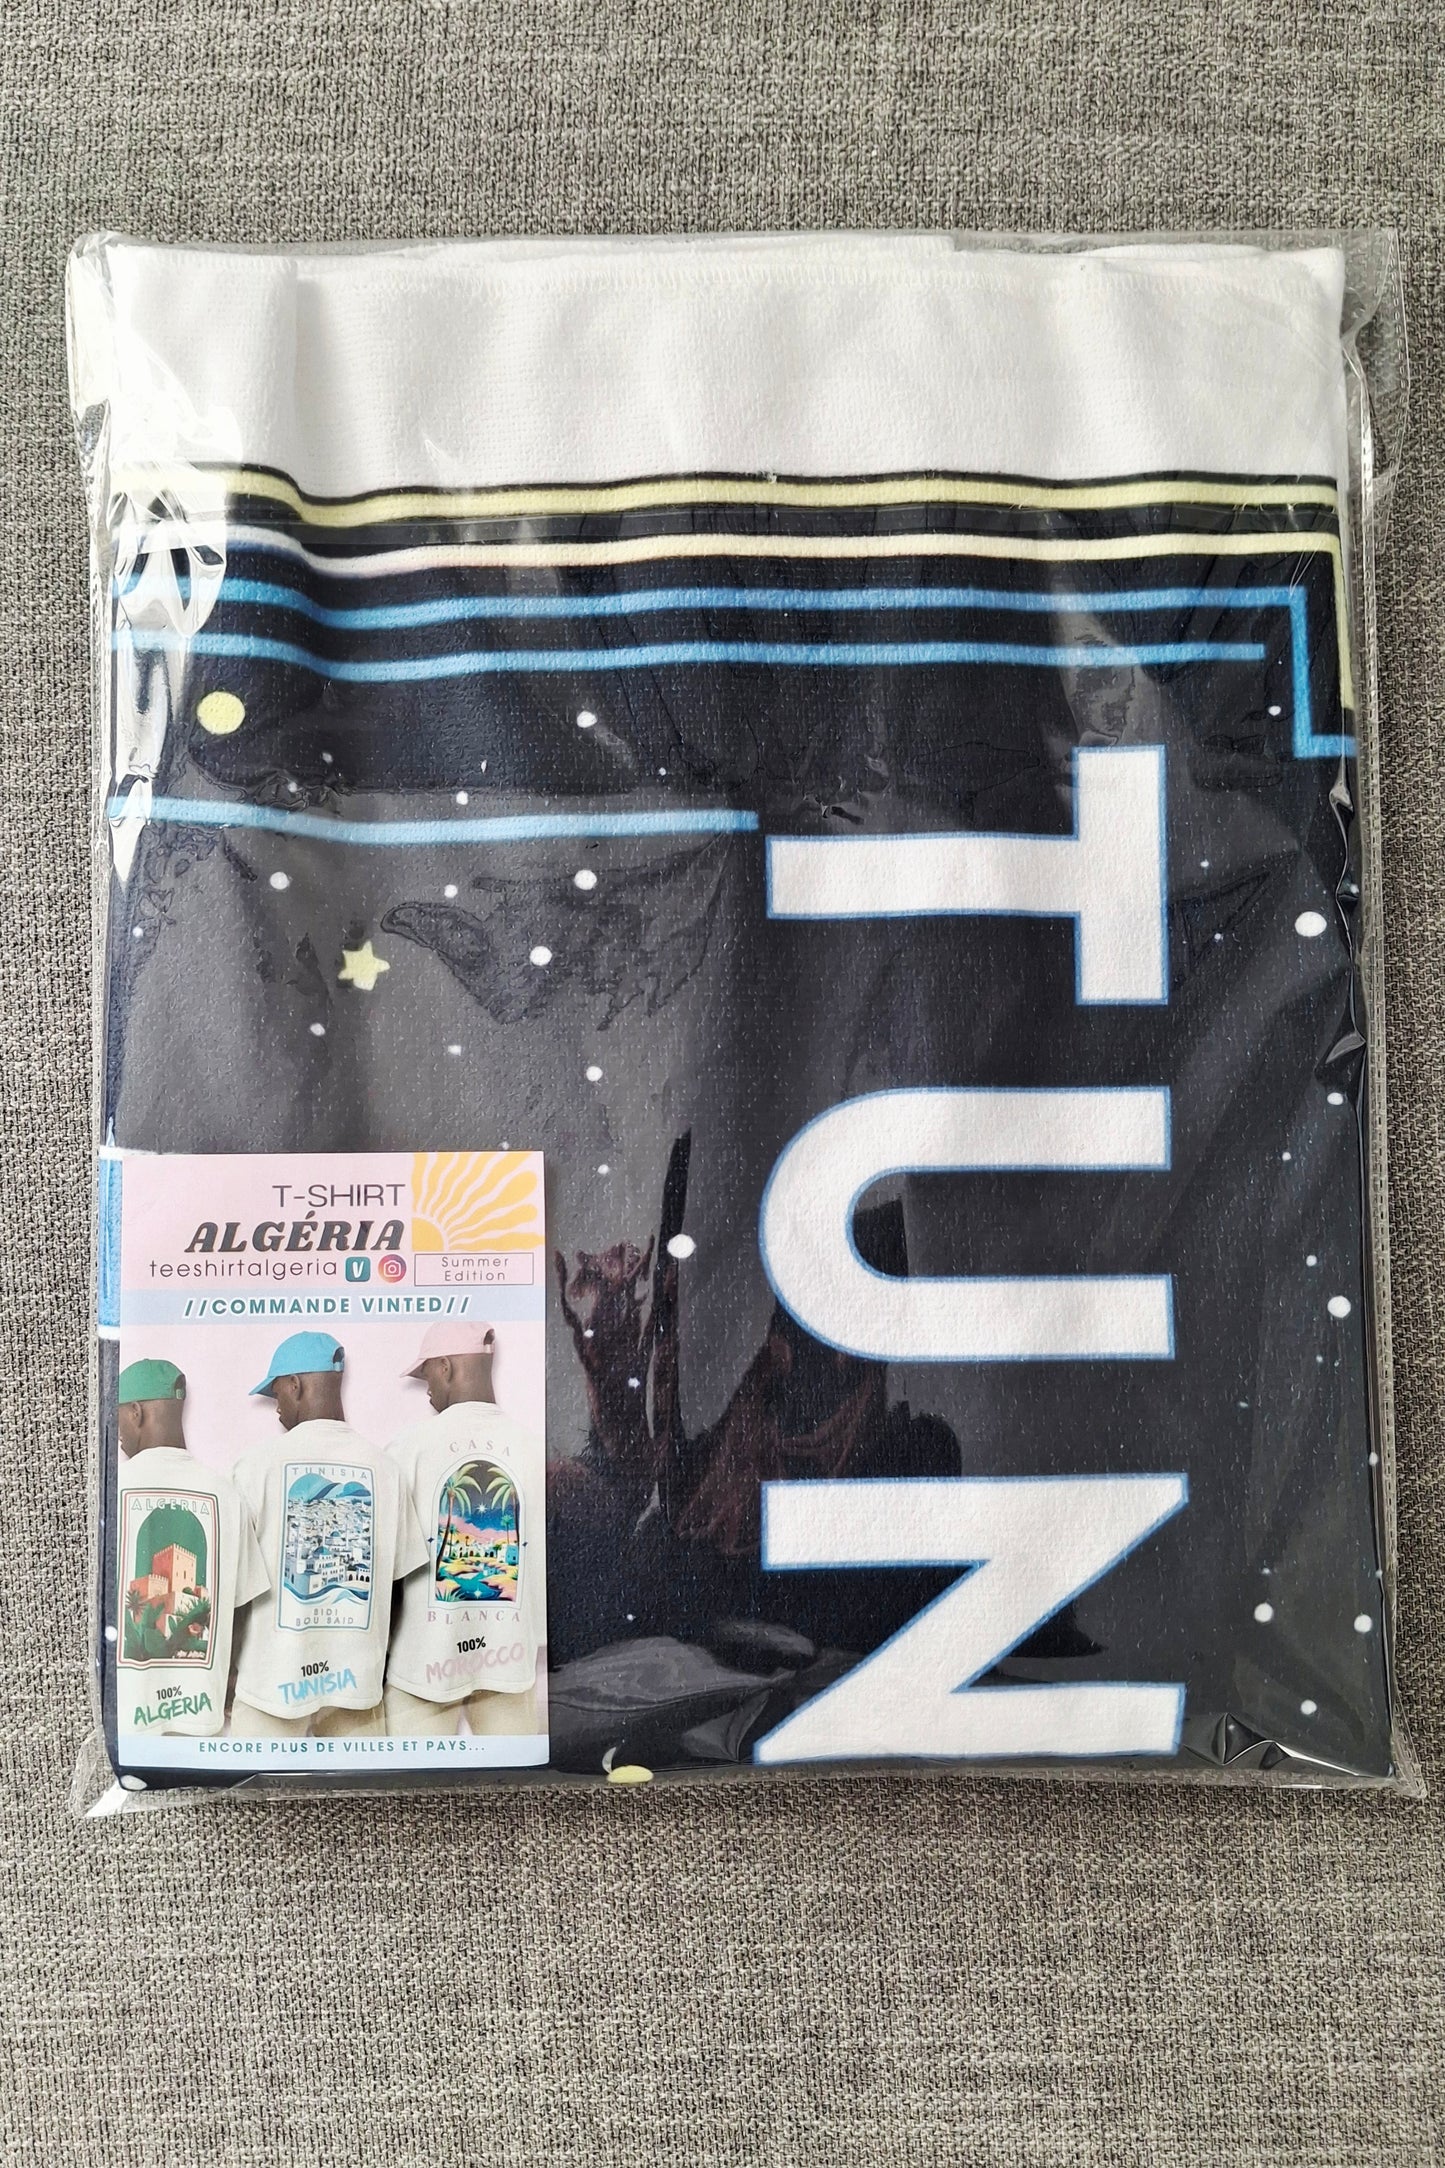 TUN
T-SHIRT
ALGÉRIA
teeshirtalgeria
Summer
Edition
//COMMANDE VINTED//
ALGERIA
100%
ALGERIA
TUNISIA
SIDI
BOU SAID
100%
TUNISIA
CASA
BLANCA
100%
MOROCCO
ENCORE PLUS DE VILLES ET PAYS...